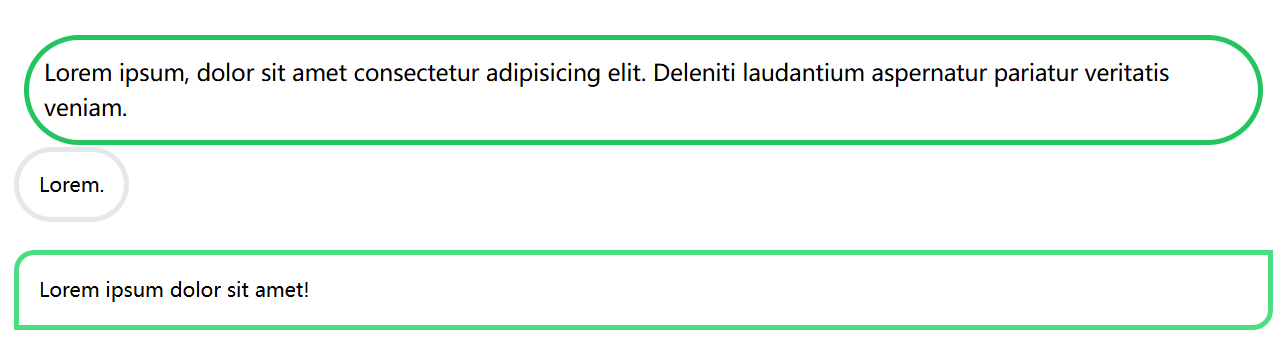 Lorem ipsum, dolor sit amet consectetur adipisicing elit. Deleniti laudantium aspernatur pariatur veritatis
veniam.
Lorem.
Lorem ipsum dolor sit amet!